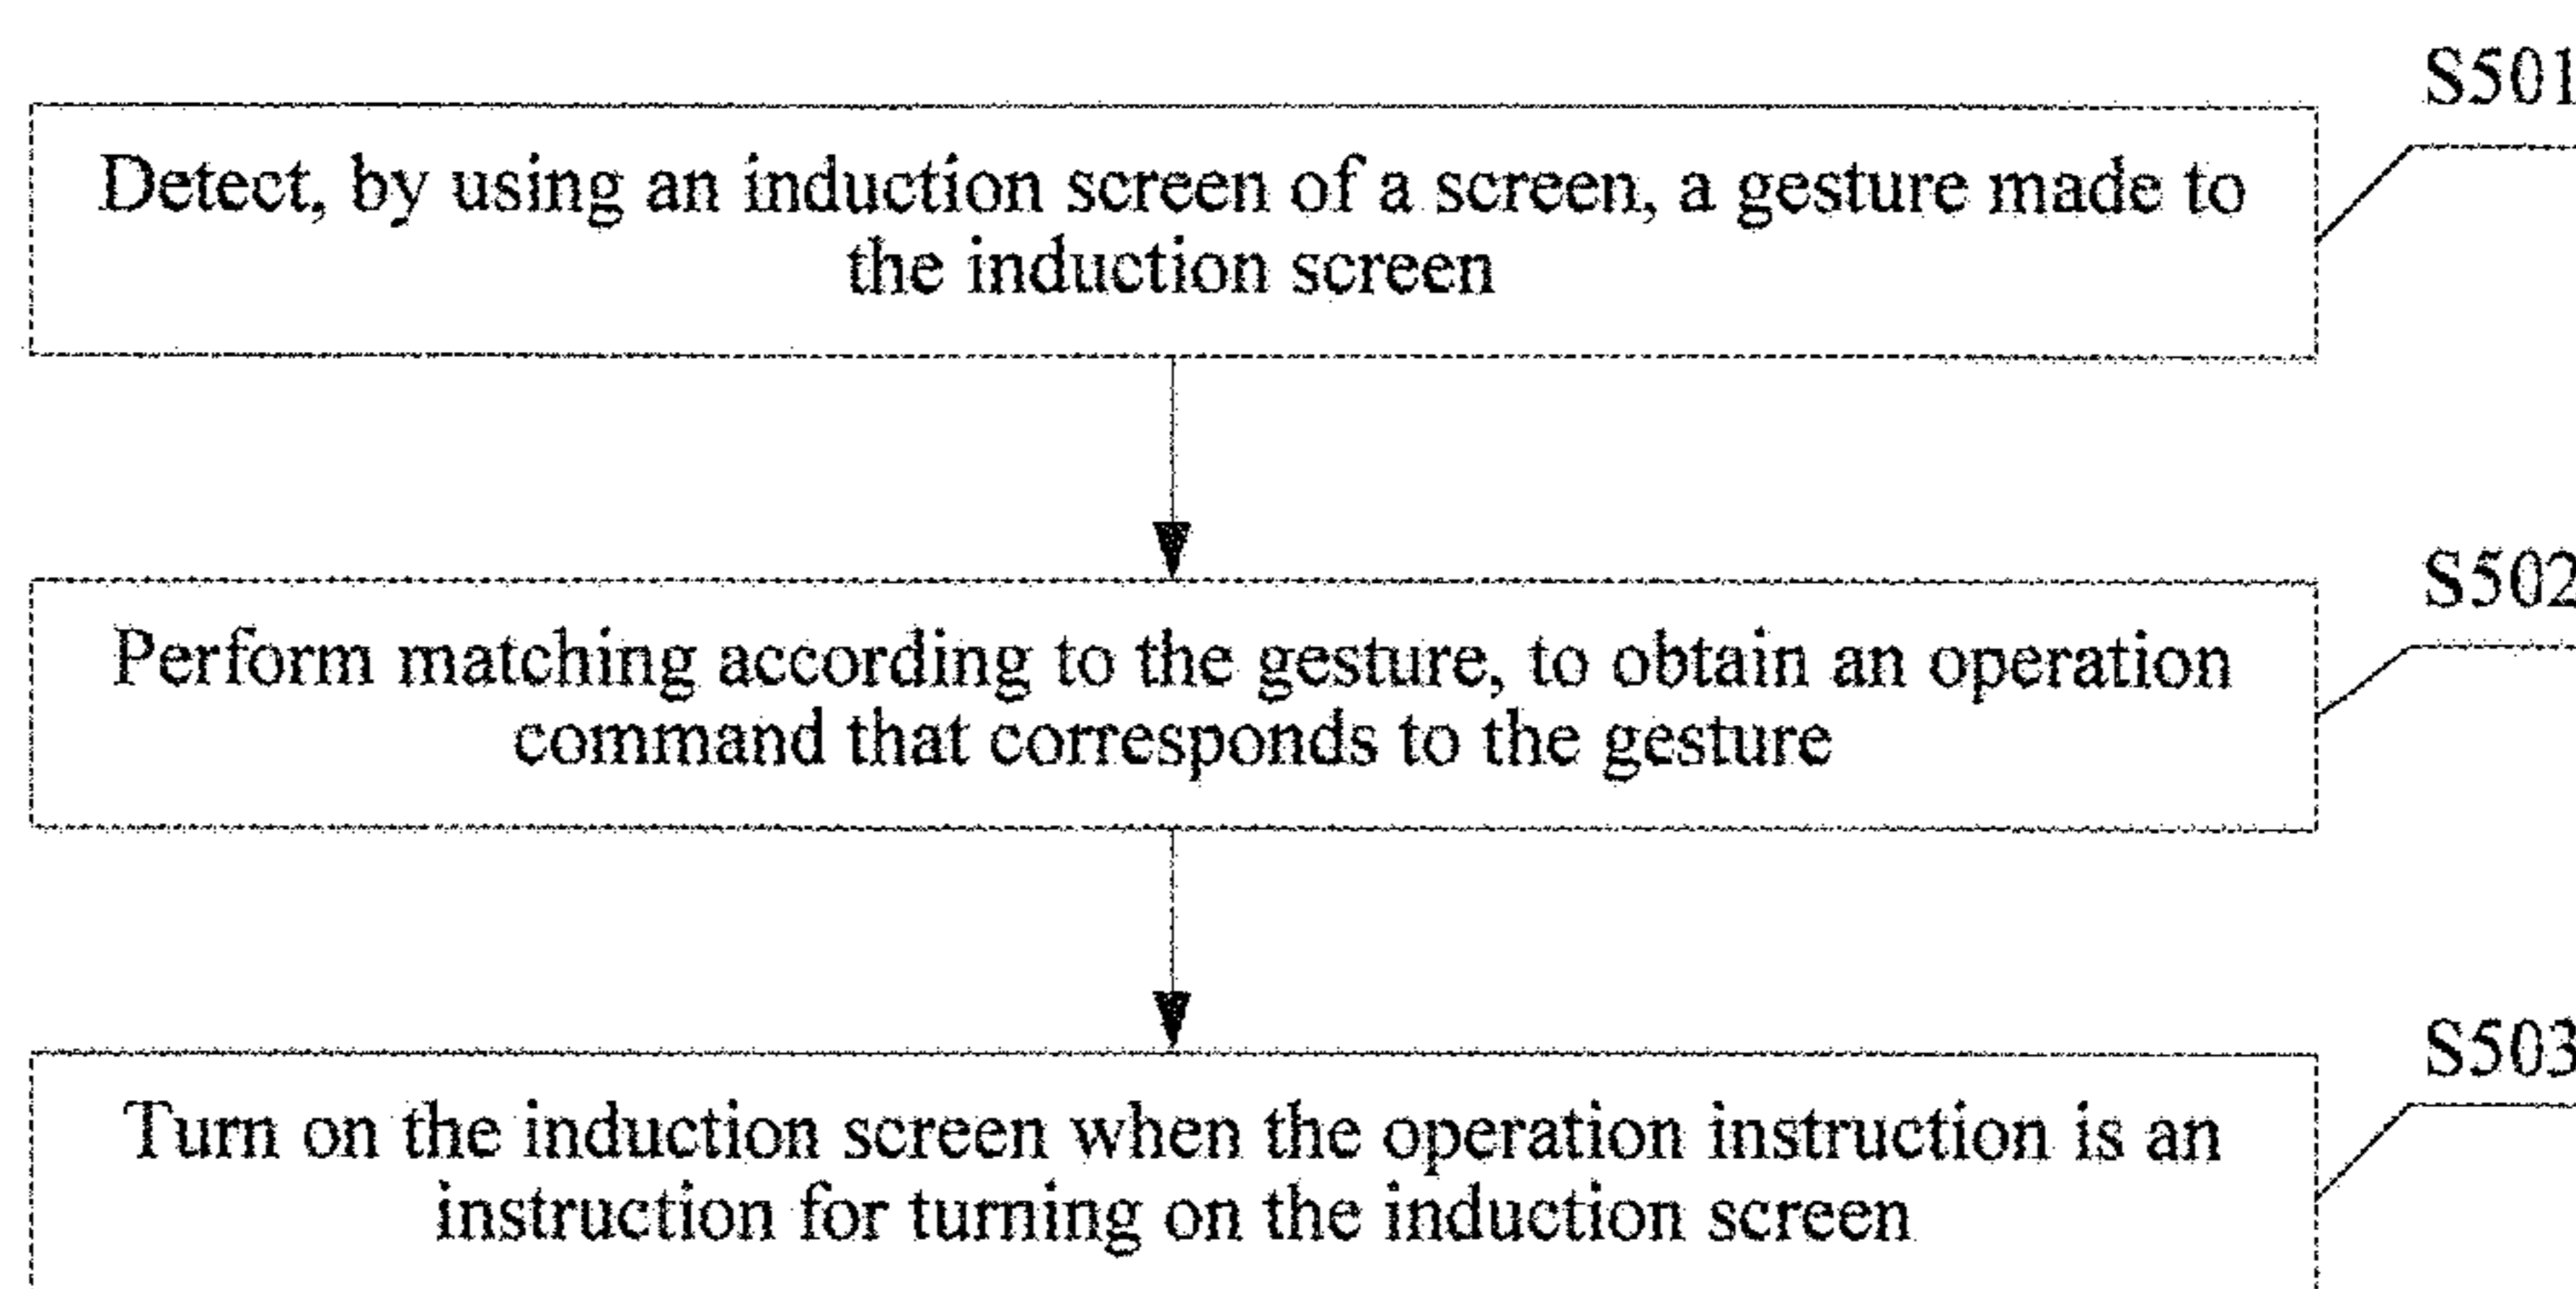 S501
Detect, by using an induction screen of a screen, a gesture made to
the induction screen
S502
Perform matching according to the gesture, to obtain an operation
command that corresponds to the gesture
S503
Turn on the induction screen when the operation instruction is an
instruction for turning on the induction screen